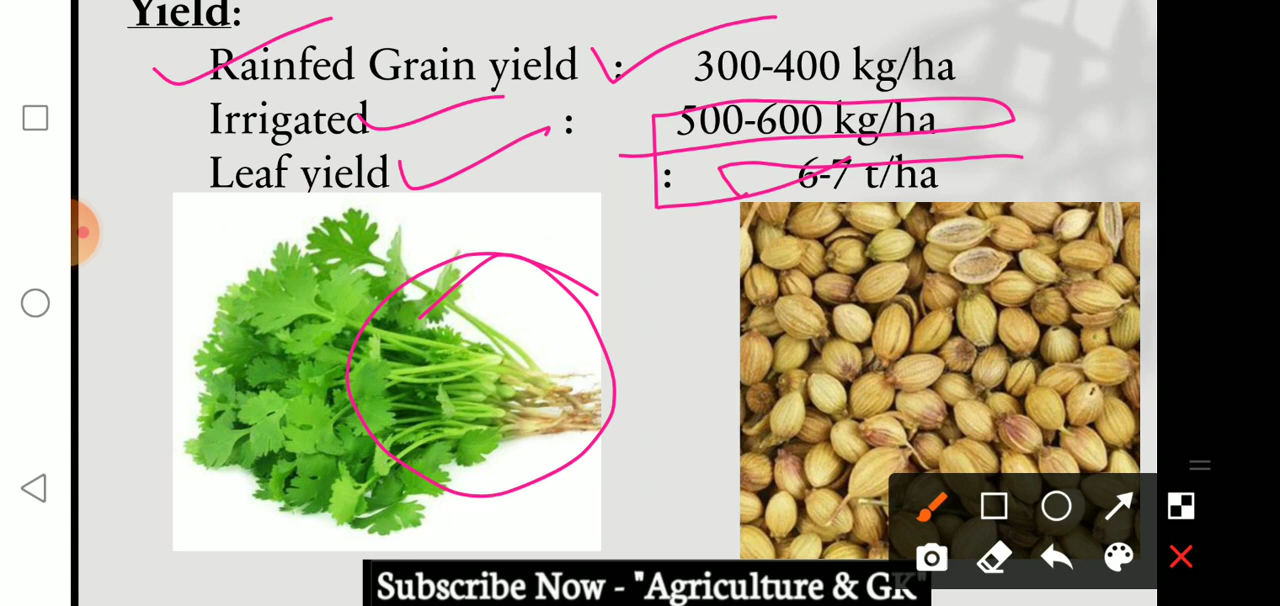 Yield:
Rainfed Grain yield : 300-400 kg/ha
Irrigated : 500-600 kg/ha
Leaf yield : 6-7 t/ha
Subscribe Now - "Agriculture & GK"